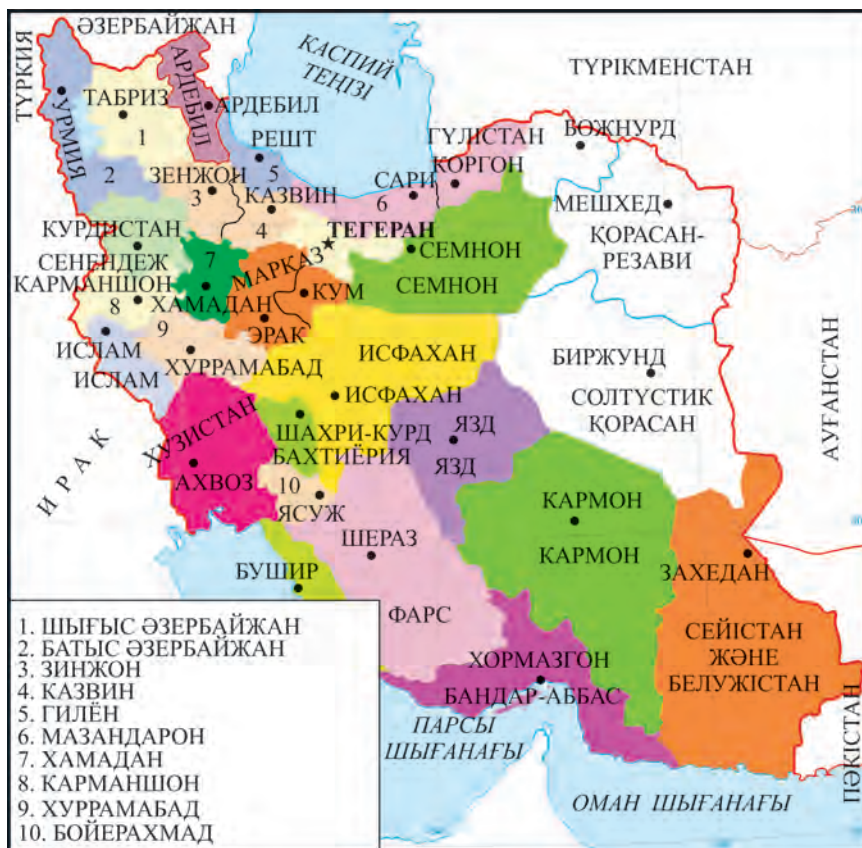 ӘЗЕРБАЙЖАН
ТҮРКИЯ
КАСПИЙ
ТЕҢІЗІ
ТҮРІКМЕНСТАН
ТАБРИЗ
1
АРДЕБИЛ
АРДЕБИЛ
УРМИЯ
РЕШТ
5
ГҮЛІСТАН
БОЖНУРД
2
ЗЕНЖОН
3
КАЗВИН
4
САРИ
6
КОРГОН
МЕШХЕД
ҚОРАСАН-
РЕЗАВИ
КУРДИСТАН
СЕНЕНДЕЖ
ТЕГЕРАН
СЕМНОН
СЕМНОН
7
МАРКАЗ
КАРМАНШОН
8
ХАМАДАН
КУМ
ЭРАК
9
ИСЛАМ
ИСЛАМ
ХУРРАМАБАД
ИСФАХАН
ИСФАХАН
БИРЖУНД
СОЛТҮСТИК
ҚОРАСАН
АУҒАНСТАН
ИРАК
ХУЗИСТАН
АХВОЗ
ШАХРИ-КУРД
БАХТИЁРИЯ
ЯЗД
ЯЗД
10
ЯСУЖ
КАРМОН
КАРМОН
ШЕРАЗ
БУШИР
ФАРС
ЗАХЕДАН
СЕЙІСТАН
ЖӘНЕ
БЕЛУЖІСТАН
ХОРМАЗГОН
БАНДАР-АББАС
ПАРСЫ
ШЫҒАНАҒЫ
ОМАН ШЫҒАНАҒЫ
ПӘКІСТАН
1. ШЫҒЫС ӘЗЕРБАЙЖАН
2. БАТЫС ӘЗЕРБАЙЖАН
3. ЗИНЖОН
4. КАЗВИН
5. ГИЛЁН
6. МАЗАНДАРОН
7. ХАМАДАН
8. КАРМАНШОН
9. ХУРРАМАБАД
10. БОЙЕРАХМАД